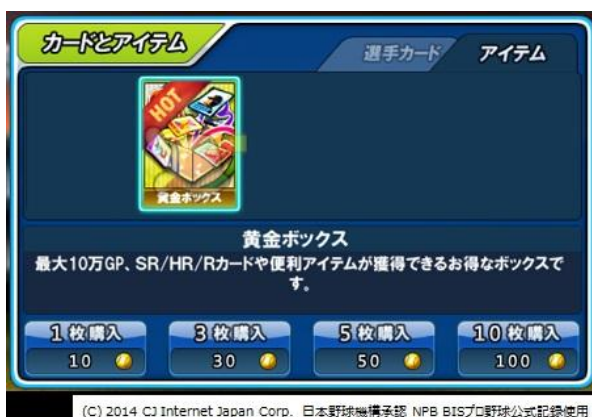 カードとアイテム
選手カード
アイテム
HOT
黄金ボックス
黄金ボックス
最大10万GP、SR/HR/Rカードや便利アイテムが獲得できるお得なボックスで
す。
1枚購入 3枚購入 5枚購入 10枚購入
10 30 50 100
(C) 2014 CJ Internet Japan Corp. 日本野球機構承認 NPB BISプロ野球公式記録使用